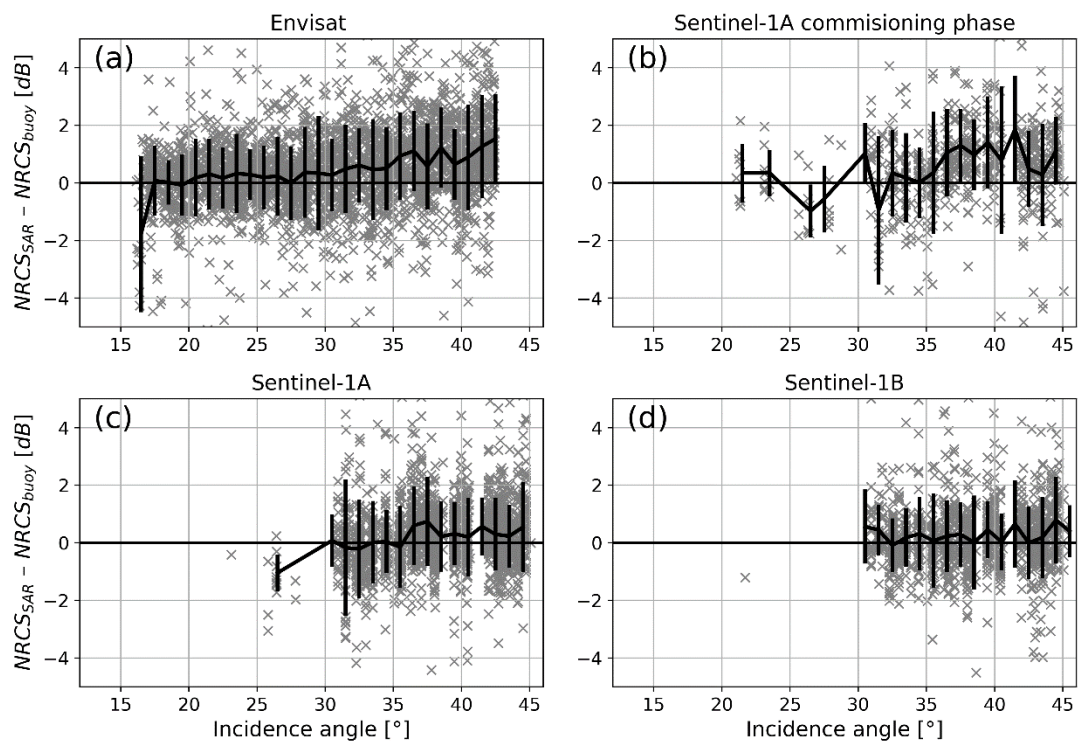 Envisat
(a)
NRCS_SAR − NRCS_buoy [dB]
4
2
0
−2
−4
15 20 25 30 35 40 45
Sentinel-1A commisioning phase
(b)
4
2
0
−2
−4
15 20 25 30 35 40 45
Sentinel-1A
(c)
NRCS_SAR − NRCS_buoy [dB]
4
2
0
−2
−4
15 20 25 30 35 40 45
Incidence angle [°]
Sentinel-1B
(d)
4
2
0
−2
−4
15 20 25 30 35 40 45
Incidence angle [°]